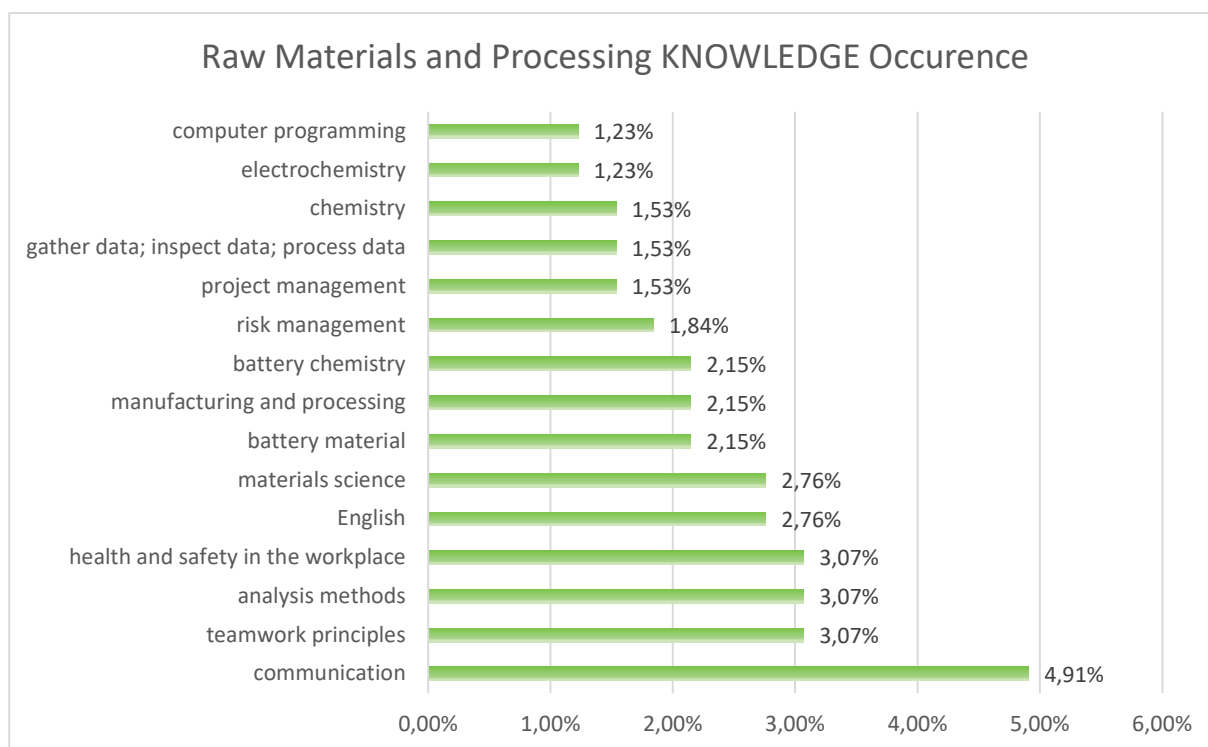 Raw Materials and Processing KNOWLEDGE Occurence
computer programming 1,23%
electrochemistry 1,23%
chemistry 1,53%
gather data; inspect data; process data 1,53%
project management 1,53%
risk management 1,84%
battery chemistry 2,15%
manufacturing and processing 2,15%
battery material 2,15%
materials science 2,76%
English 2,76%
health and safety in the workplace 3,07%
analysis methods 3,07%
teamwork principles 3,07%
communication 4,91%
0,00% 1,00% 2,00% 3,00% 4,00% 5,00% 6,00%